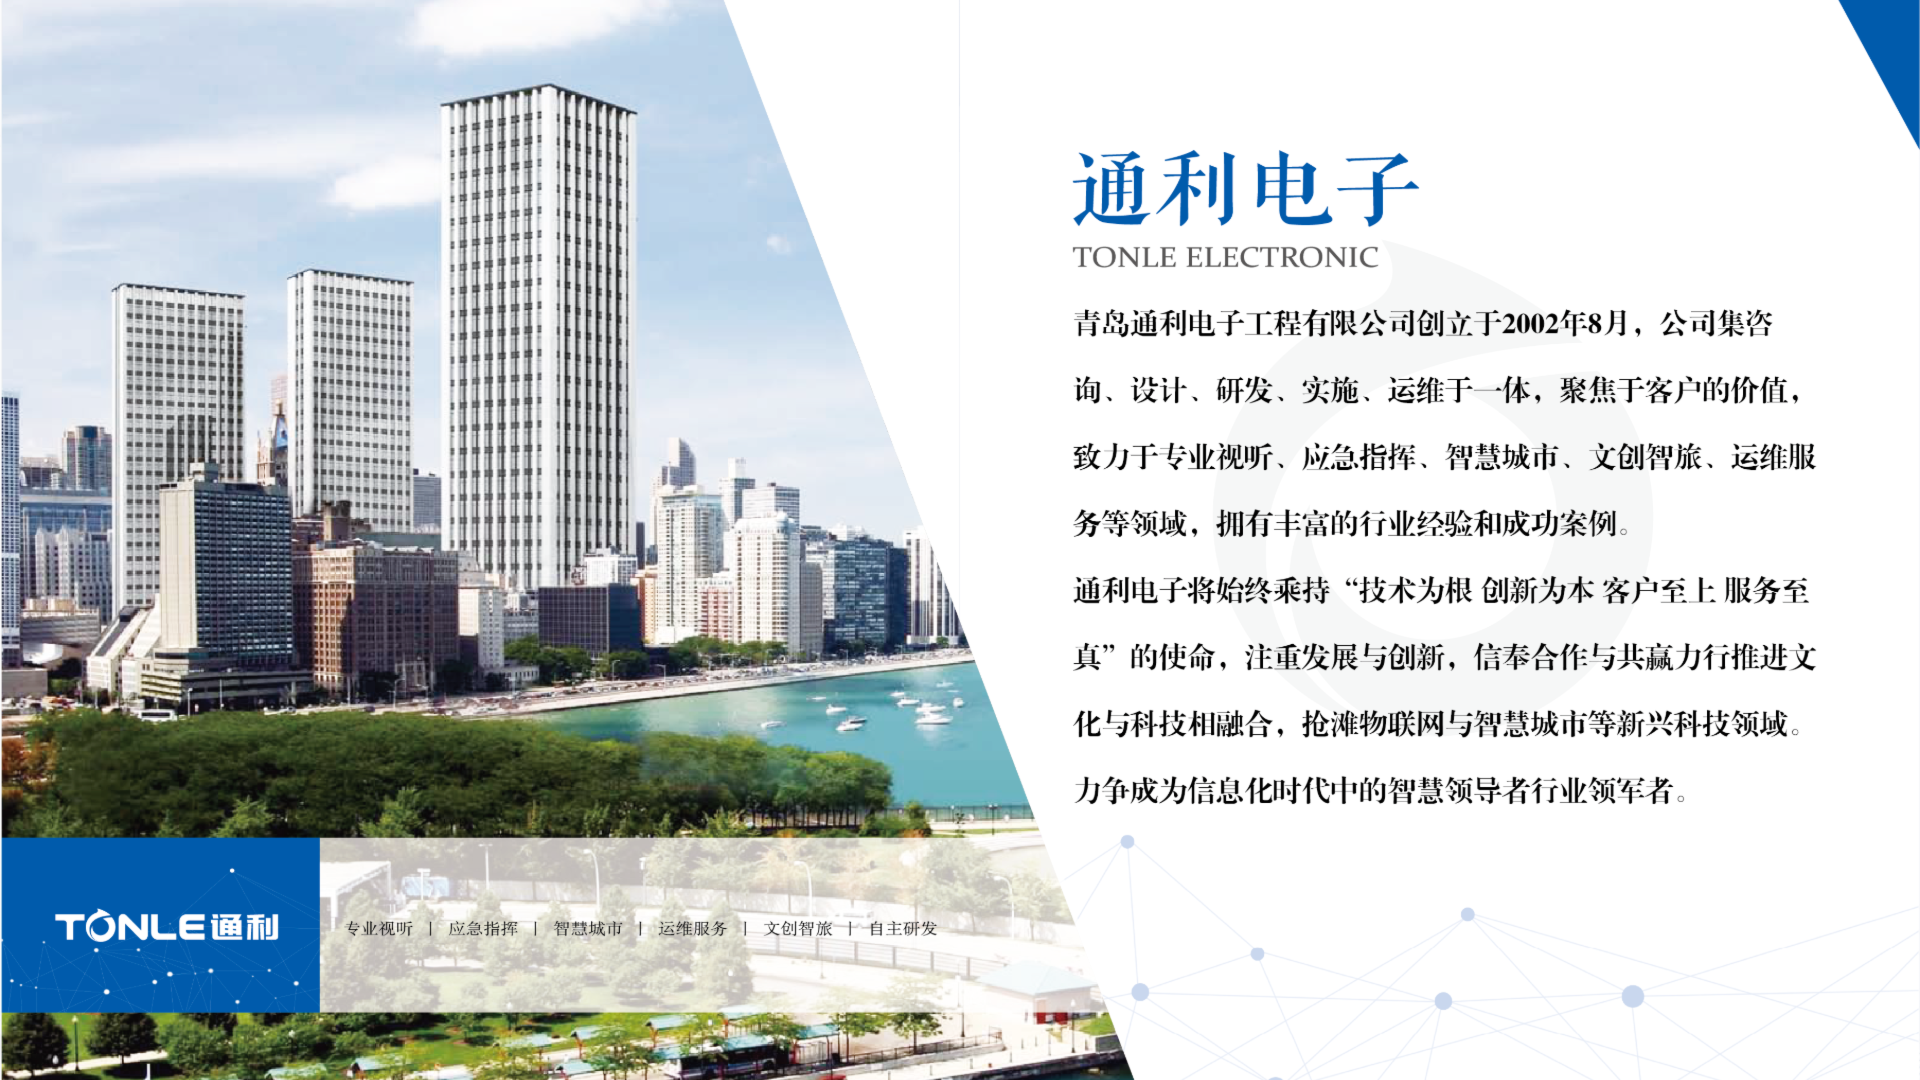 通利电子
TONLE ELECTRONIC
青岛通利电子工程有限公司创立于2002年8月，公司集咨
询、设计、研发、实施、运维于一体，聚焦于客户的价值，
致力于专业视听、应急指挥、智慧城市、文创智旅、运维服
务等领域，拥有丰富的行业经验和成功案例。
通利电子将始终乘持“技术为根 创新为本 客户至上 服务至
真”的使命，注重发展与创新，信奉合作与共赢力行推进文
化与科技相融合，抢滩物联网与智慧城市等新兴科技领域。
力争成为信息化时代中的智慧领导者行业领军者。
TONLE通利
专业视听 | 应急指挥 | 智慧城市 | 运维服务 | 文创智旅 | 自主研发